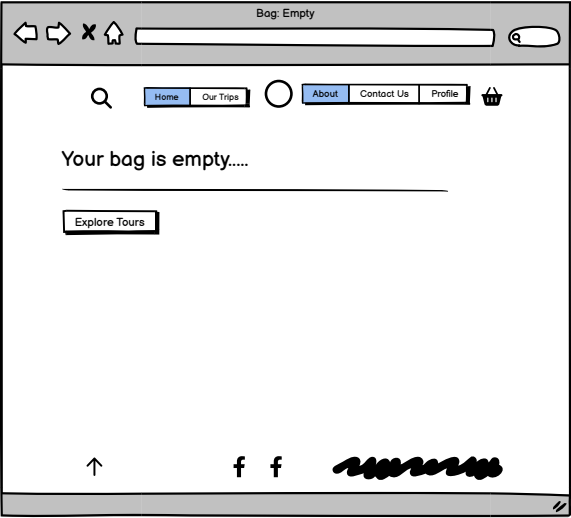 Bag: Empty
Home Our Trips About Contact Us Profile
Your bag is empty.....
Explore Tours